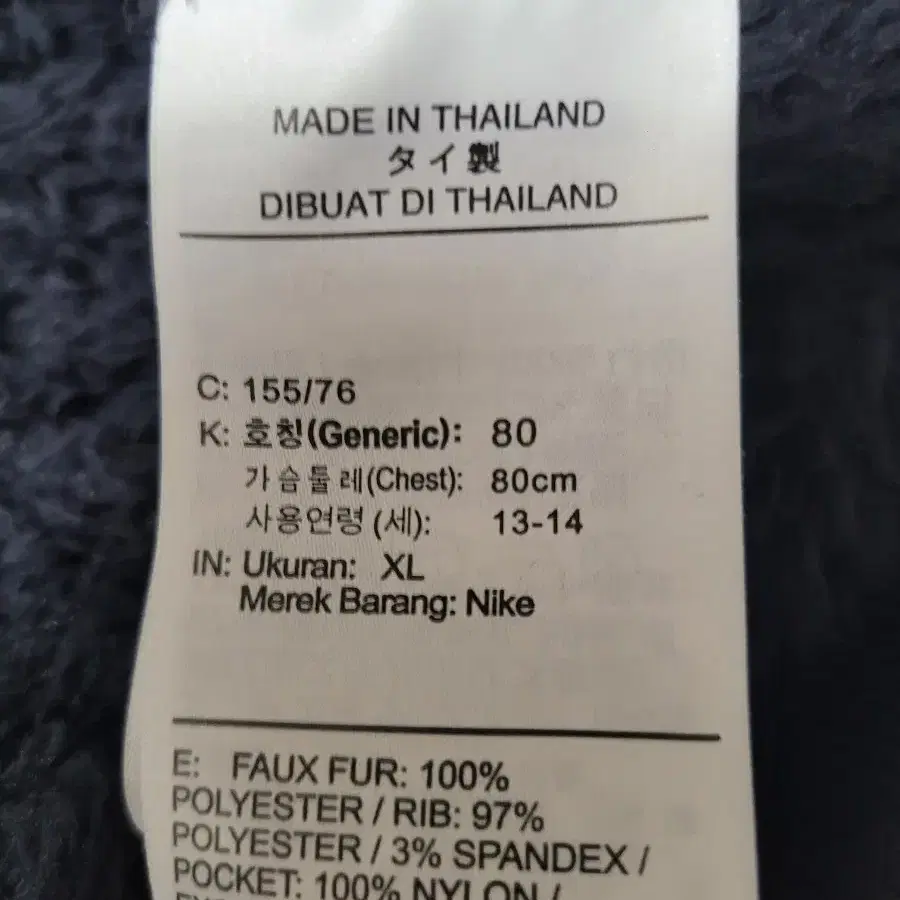 MADE IN THAILAND
タイ製
DIBUAT DI THAILAND
C: 155/76
K: 호칭(Generic): 80
가슴둘레(Chest): 80cm
사용연령(세): 13-14
IN: Ukuran: XL
Merek Barang: Nike
E: FAUX FUR: 100%
POLYESTER / RIB: 97%
POLYESTER / 3% SPANDEX /
POCKET: 100% NYLON /